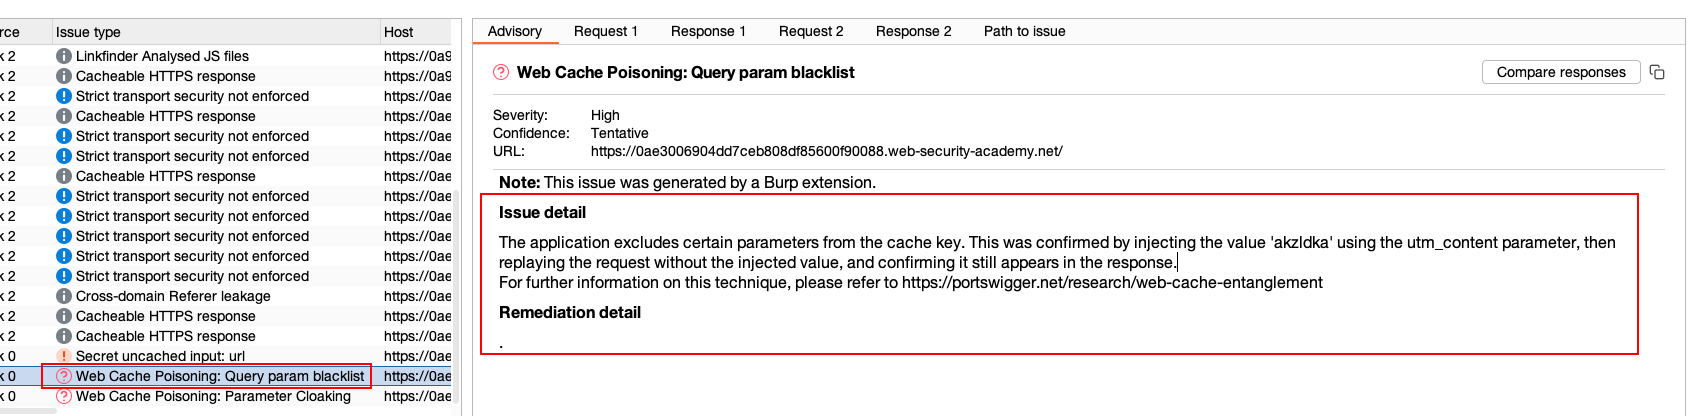 rce Issue type Host
k 2 Linkfinder Analysed JS files https://0a9
k 2 Cacheable HTTPS response https://0a9
k 2 Strict transport security not enforced https://0ae
k 2 Cacheable HTTPS response https://0ae
k 2 Strict transport security not enforced https://0ae
k 2 Strict transport security not enforced https://0ae
k 2 Cacheable HTTPS response https://0ae
k 2 Strict transport security not enforced https://0ae
k 2 Strict transport security not enforced https://0ae
k 2 Strict transport security not enforced https://0ae
k 2 Strict transport security not enforced https://0ae
k 2 Strict transport security not enforced https://0ae
k 2 Cross-domain Referer leakage https://0ae
k 2 Cacheable HTTPS response https://0ae
k 2 Cacheable HTTPS response https://0ae
k 0 Secret uncached input: url https://0ae
k 0 Web Cache Poisoning: Query param blacklist https://0ae
k 0 Web Cache Poisoning: Parameter Cloaking https://0ae
Advisory Request 1 Response 1 Request 2 Response 2 Path to issue
Web Cache Poisoning: Query param blacklist Compare responses
Severity: High
Confidence: Tentative
URL: https://0ae3006904dd7ceb808df85600f90088.web-security-academy.net/
Note: This issue was generated by a Burp extension.
Issue detail
The application excludes certain parameters from the cache key. This was confirmed by injecting the value 'akzldka' using the utm_content parameter, then
replaying the request without the injected value, and confirming it still appears in the response.
For further information on this technique, please refer to https://portswigger.net/research/web-cache-entanglement
Remediation detail
.